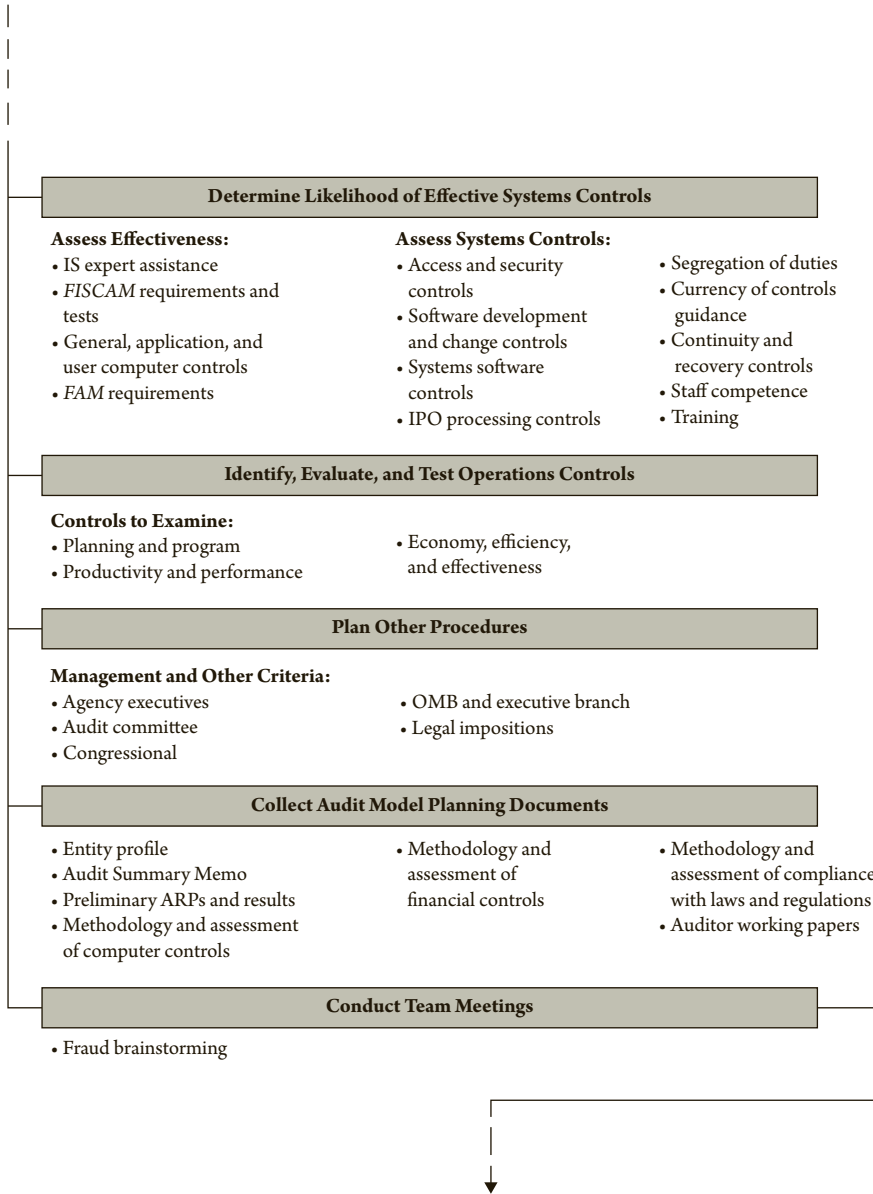 Determine Likelihood of Effective Systems Controls
Assess Effectiveness:
• IS expert assistance
• FISCAM requirements and
tests
• General, application, and
user computer controls
• FAM requirements
Assess Systems Controls:
• Access and security
controls
• Software development
and change controls
• Systems software
controls
• IPO processing controls
• Segregation of duties
• Currency of controls
guidance
• Continuity and
recovery controls
• Staff competence
• Training
Identify, Evaluate, and Test Operations Controls
Controls to Examine:
• Planning and program
• Productivity and performance
• Economy, efficiency,
and effectiveness
Plan Other Procedures
Management and Other Criteria:
• Agency executives
• Audit committee
• Congressional
• OMB and executive branch
• Legal impositions
Collect Audit Model Planning Documents
• Entity profile
• Audit Summary Memo
• Preliminary ARPs and results
• Methodology and assessment
of computer controls
• Methodology and
assessment of
financial controls
• Methodology and
assessment of compliance
with laws and regulations
• Auditor working papers
Conduct Team Meetings
• Fraud brainstorming